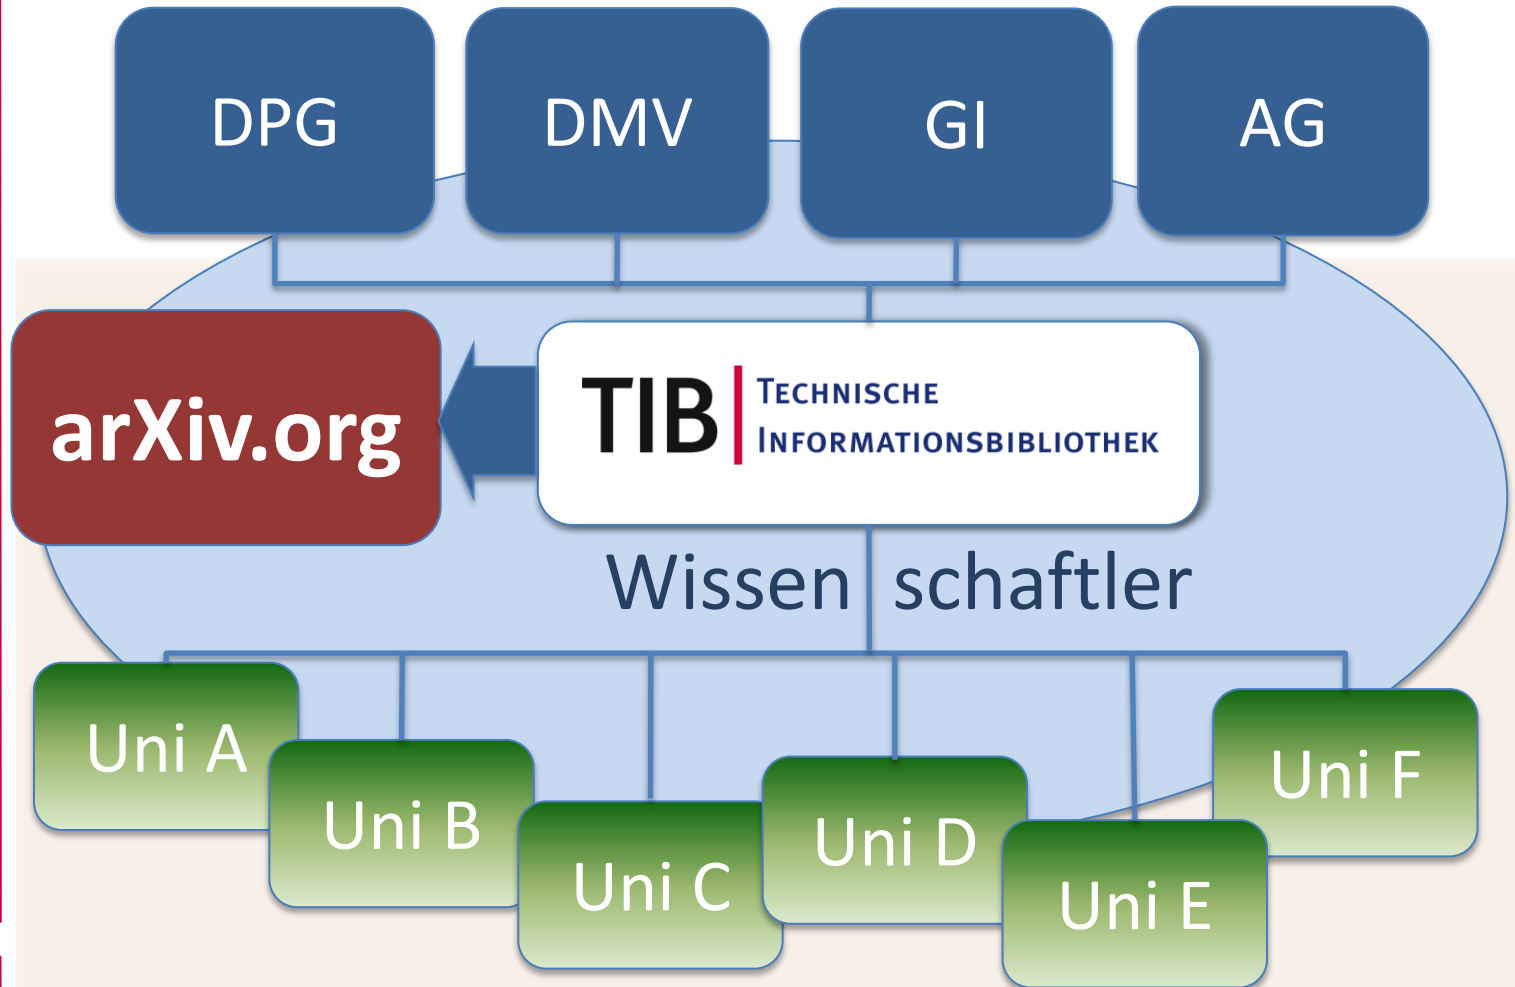 DPG
DMV
GI
AG
arXiv.org
TIB
TECHNISCHE
INFORMATIONSBIBLIOTHEK
Wissen schaftler
Uni A
Uni B
Uni C
Uni D
Uni E
Uni F